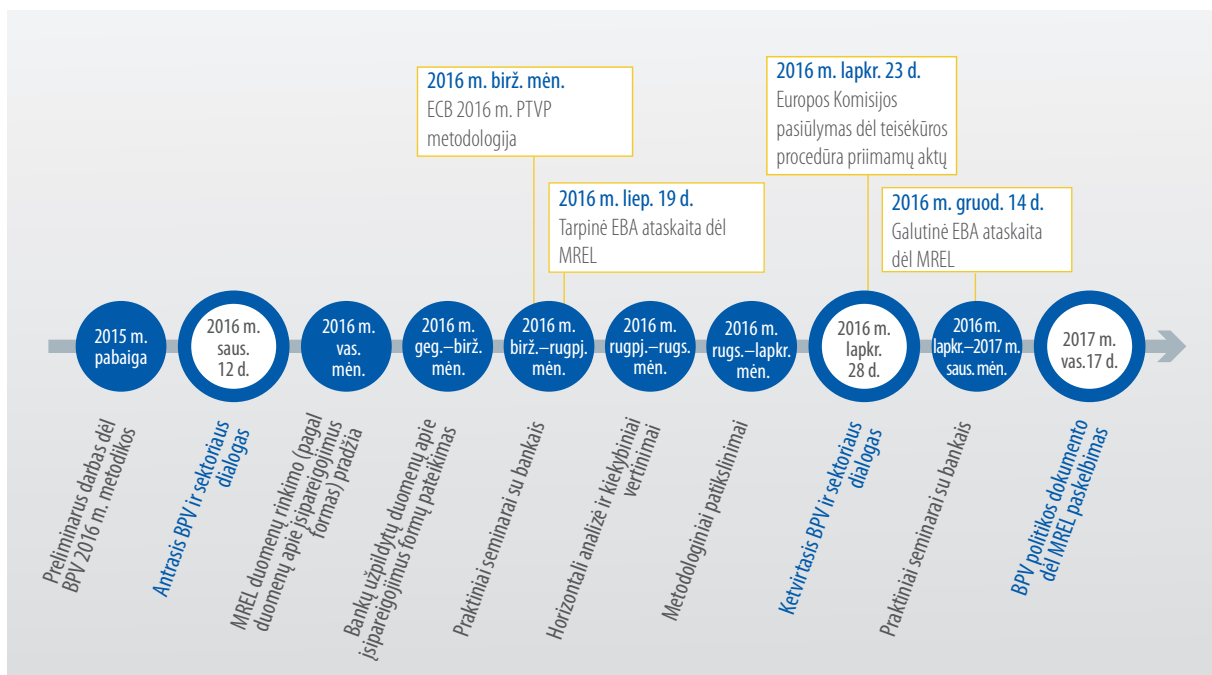 2016 m. birž. mėn.
ECB 2016 m. PTVP
metodologija
2016 m. liep. 19 d.
Tarpinė EBA ataskaita dėl
MREL
2016 m. lapkr. 23 d.
Europos Komisijos
pasiūlymas dėl teisėkūros
procedūra priimamų aktų
2016 m. gruod. 14 d.
Galutinė EBA ataskaita
dėl MREL
2015 m.
pabaiga
2016 m.
saus.
12 d.
2016 m.
vas.
mėn.
2016 m.
geg.–birž.
mėn.
2016 m.
birž.–rugpj.
mėn.
2016 m.
rugpj.–rugs.
mėn.
2016 m.
rugs.–lapkr.
mėn.
2016 m.
lapkr.
28 d.
2016 m.
lapkr.–2017 m.
saus. mėn.
2017 m.
vas.17 d.
Preliminarus darbas dėl
BPV 2016 m. metodikos
Antrasis BPV ir sektoriaus
dialogas
MREL duomenų rinkimo (pagal
duomenų apie įsipareigojimus
formas) pradžia
Bankų užpildytų duomenų apie
įsipareigojimus formų pateikimas
Praktiniai seminarai su bankais
Horizontali analizė ir kiekybiniai
vertinimai
Metodologiniai patikslinimai
Ketvirtasis BPV ir sektoriaus
dialogas
Praktiniai seminarai su bankais
BPV politikos dokumento
dėl MREL paskelbimas